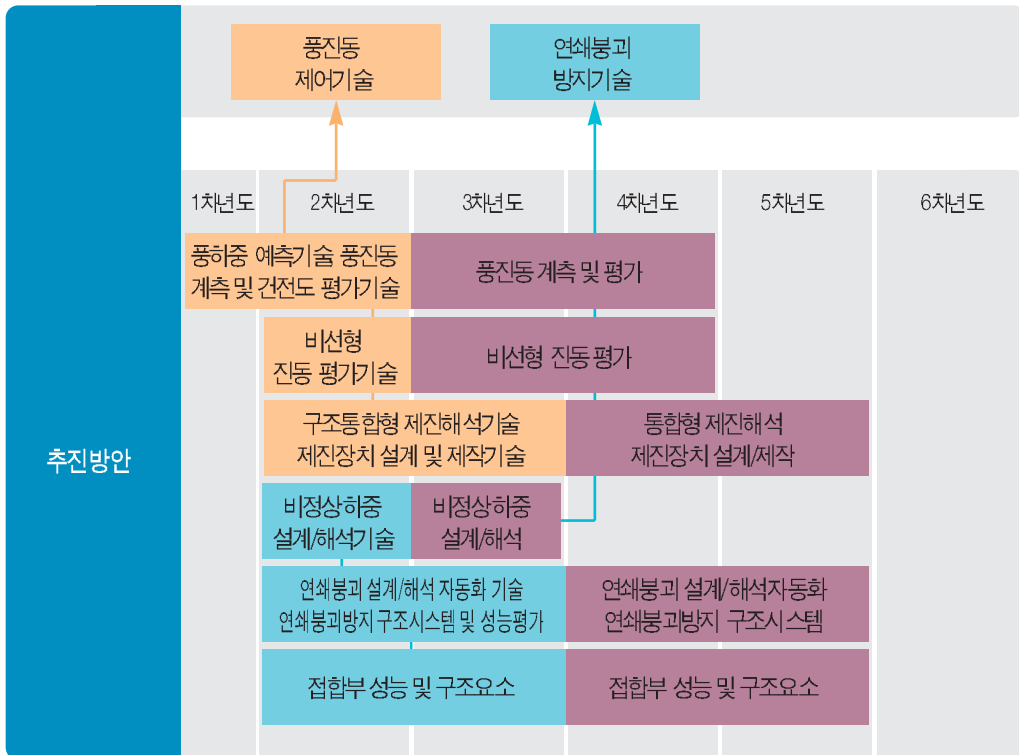 풍진동
제어기술
연쇄붕괴
방지기술
추진방안
1차년도
2차년도
3차년도
4차년도
5차년도
6차년도
풍하중 예측기술 풍진동
계측 및 건전도 평가기술
풍진동 계측 및 평가
비선형
진동 평가기술
비선형 진동 평가
구조통합형 제진해석기술
제진장치 설계 및 제작기술
통합형 제진해석
제진장치 설계/제작
비정상하중
설계/해석기술
비정상하중
설계/해석
연쇄붕괴 설계/해석 자동화 기술
연쇄붕괴방지 구조시스템 및 성능평가
연쇄붕괴 설계/해석자동화
연쇄붕괴방지 구조시스템
접합부 성능 및 구조요소
접합부 성능 및 구조요소